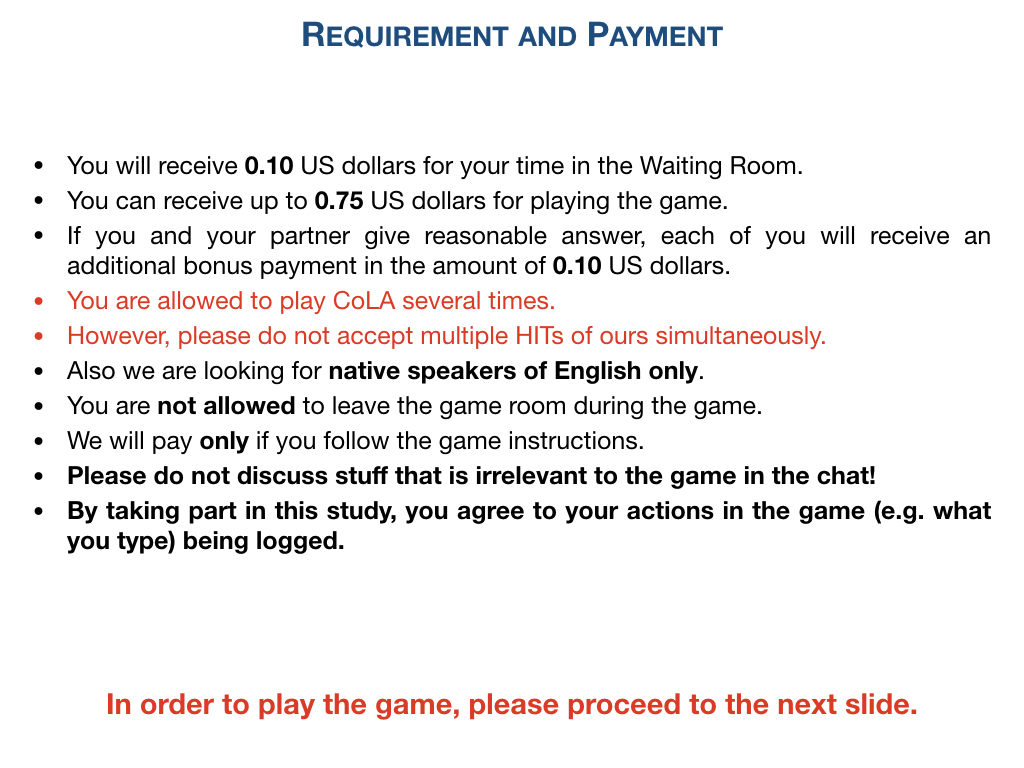 REQUIREMENT AND PAYMENT
• You will receive 0.10 US dollars for your time in the Waiting Room.
• You can receive up to 0.75 US dollars for playing the game.
• If you and your partner give reasonable answer, each of you will receive an
additional bonus payment in the amount of 0.10 US dollars.
• You are allowed to play CoLA several times.
• However, please do not accept multiple HITs of ours simultaneously.
• Also we are looking for native speakers of English only.
• You are not allowed to leave the game room during the game.
• We will pay only if you follow the game instructions.
• Please do not discuss stuff that is irrelevant to the game in the chat!
• By taking part in this study, you agree to your actions in the game (e.g. what
you type) being logged.
In order to play the game, please proceed to the next slide.